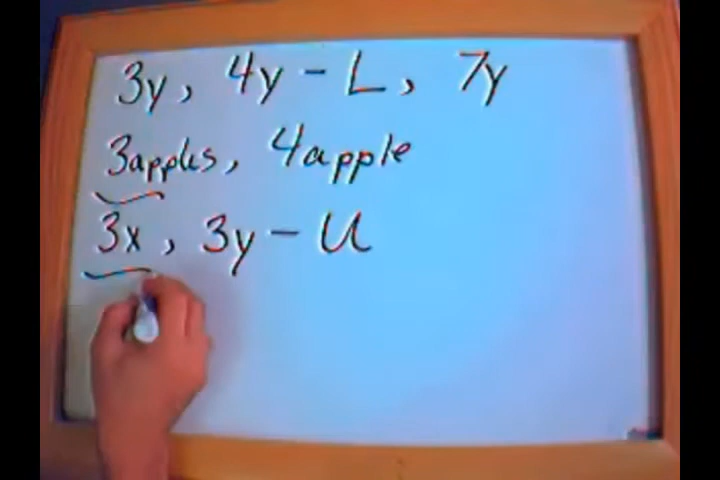 3y, 4y - L, 7y
3apples, 4apple
3x, 3y - U